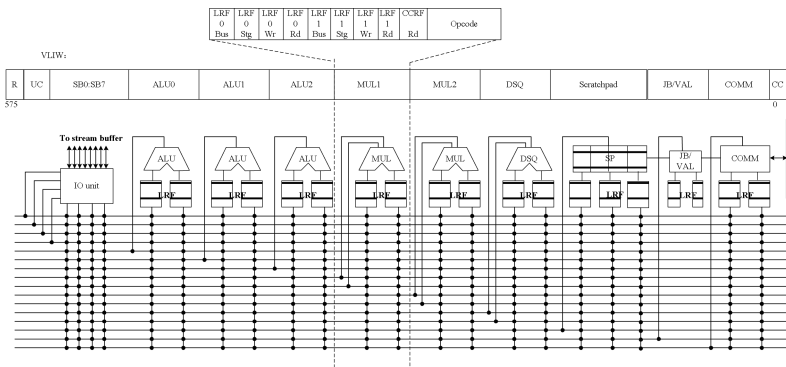 LRF LRF LRF LRF LRF LRF LRF LRF CCRF
0 0 0 0 1 1 1 1 Opcode
Bus Stg Wr Rd Bus Stg Wr Rd Rd
VLIW:
R UC SB0:SB7 ALU0 ALU1 ALU2 MUL1 MUL2 DSQ Scratchpad JB/VAL COMM CC
575 0
To stream buffer
ALU ALU ALU MUL MUL DSQ SP JB/ COMM
VAL
IO unit
LRF LRF LRF LRF LRF LRF LRF LRF LRF